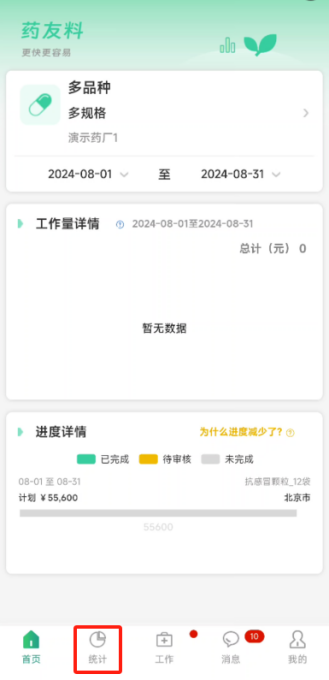 药友料
更快更容易
多品种
多规格
演示药厂1
2024-08-01 至 2024-08-31
工作量详情 ? 2024-08-01至2024-08-31
总计（元） 0
暂无数据
进度详情 为什么进度减少了? ?
已完成 待审核 未完成
08-01 至 08-31 抗感冒颗粒_12袋
计划 ¥55,600 北京市
55600
10
首页 统计 工作 消息 我的